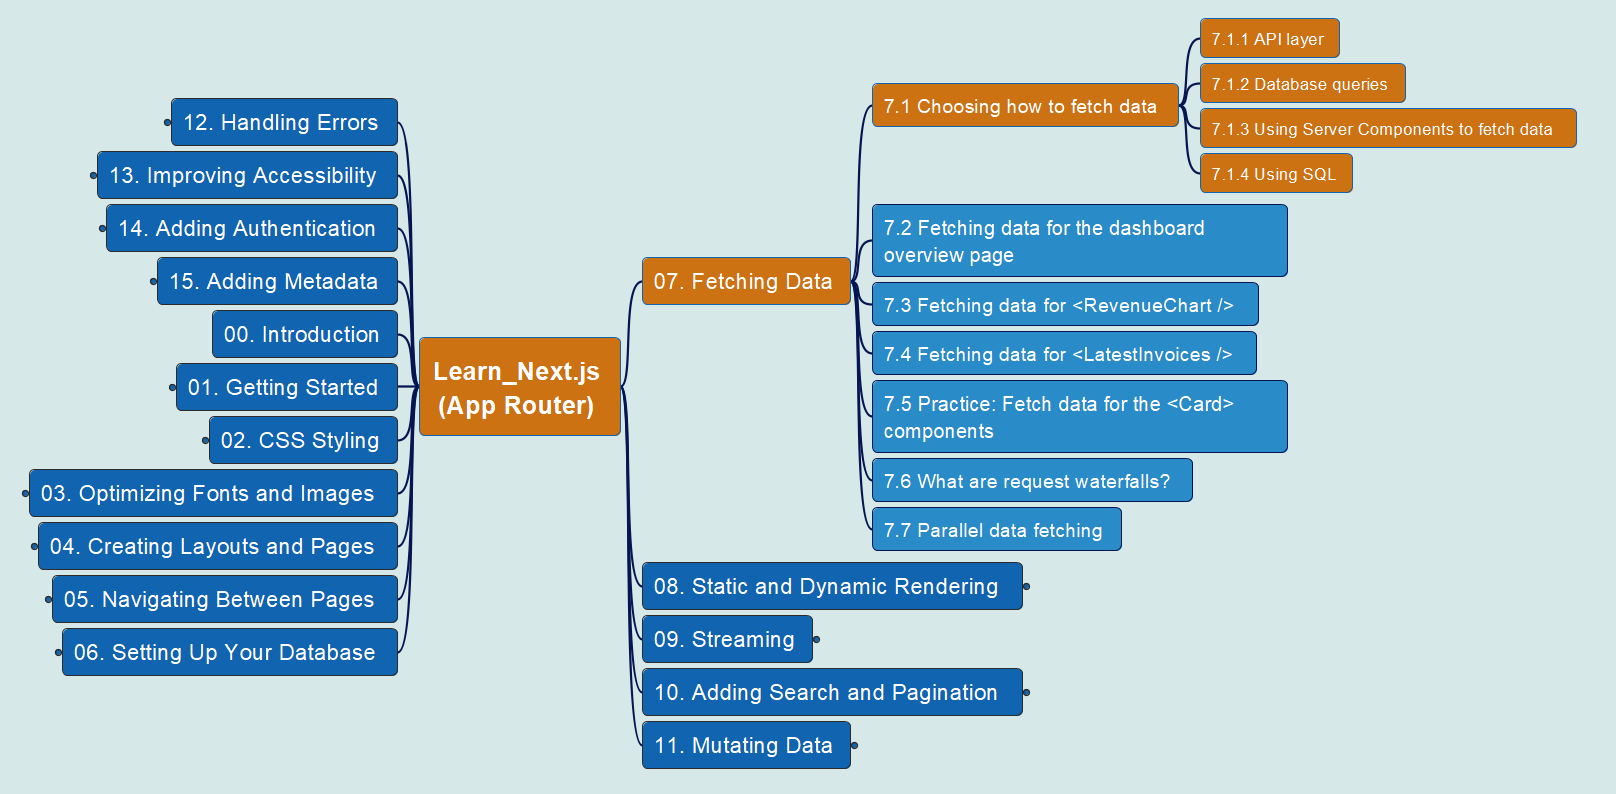 12. Handling Errors
13. Improving Accessibility
14. Adding Authentication
15. Adding Metadata
00. Introduction
01. Getting Started
02. CSS Styling
03. Optimizing Fonts and Images
04. Creating Layouts and Pages
05. Navigating Between Pages
06. Setting Up Your Database
Learn_Next.js
(App Router)
07. Fetching Data
7.1 Choosing how to fetch data
7.1.1 API layer
7.1.2 Database queries
7.1.3 Using Server Components to fetch data
7.1.4 Using SQL
7.2 Fetching data for the dashboard
overview page
7.3 Fetching data for <RevenueChart />
7.4 Fetching data for <LatestInvoices />
7.5 Practice: Fetch data for the <Card>
components
7.6 What are request waterfalls?
7.7 Parallel data fetching
08. Static and Dynamic Rendering
09. Streaming
10. Adding Search and Pagination
11. Mutating Data